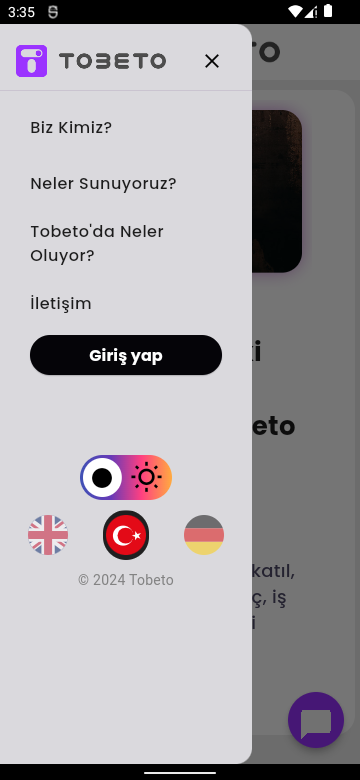 3:35
TOBETO
TO
Biz Kimiz?
Neler Sunuyoruz?
Tobeto'da Neler
Oluyor?
İletişim
ki
Giriş yap
eto
katıl,
© 2024 Tobeto
ç, iş
i